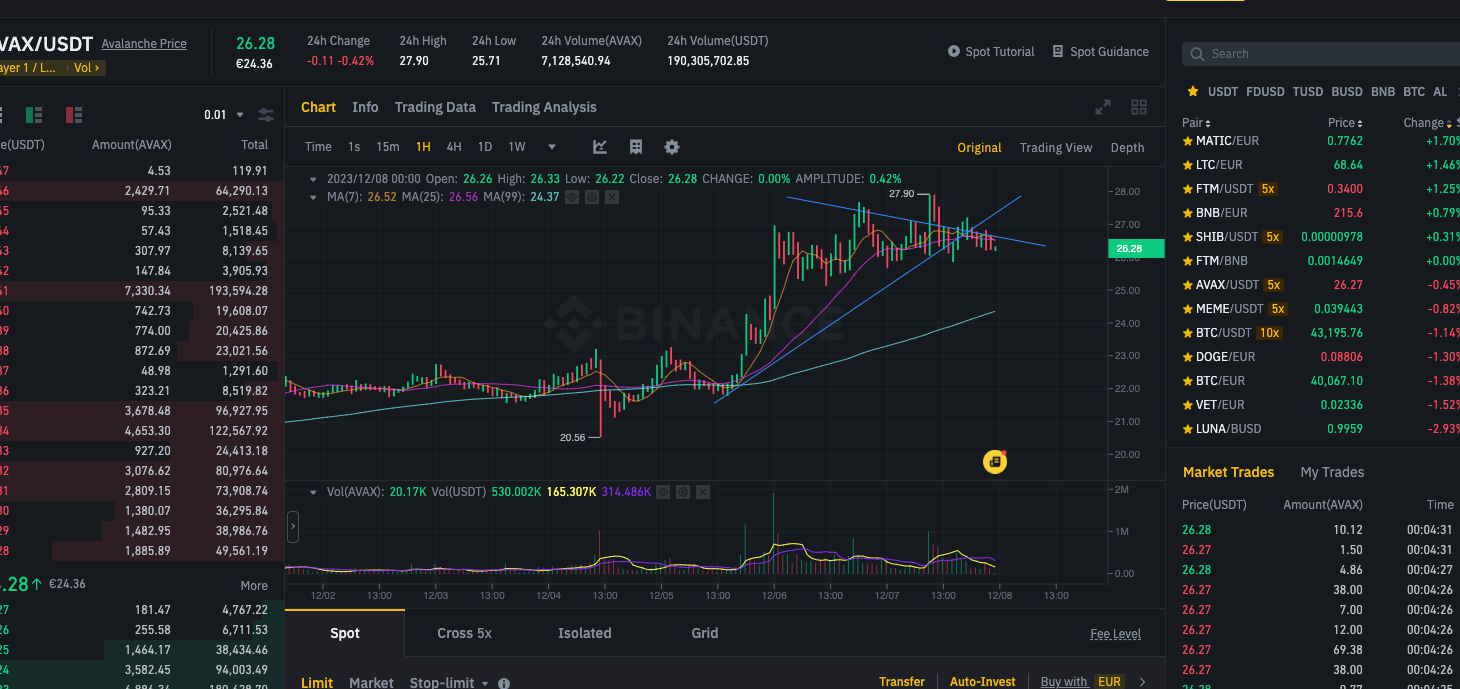 VAX/USDT Avalanche Price
ayer 1 / L... Vol ›
26.28
€24.36
24h Change
-0.11 -0.42%
24h High
27.90
24h Low
25.71
24h Volume(AVAX)
7,128,540.94
24h Volume(USDT)
190,305,702.85
Spot Tutorial Spot Guidance
0.01
e(USDT) Amount(AVAX) Total
47 4.53 119.91
46 2,429.71 64,290.13
45 95.33 2,521.48
44 57.43 1,518.45
43 307.97 8,139.65
42 147.84 3,905.93
41 7,330.34 193,594.28
40 742.73 19,608.07
39 774.00 20,425.86
38 872.69 23,021.56
37 48.98 1,291.60
36 323.21 8,519.82
35 3,678.48 96,927.95
34 4,653.30 122,567.92
33 927.20 24,413.18
32 3,076.62 80,976.64
31 2,809.15 73,908.74
30 1,380.07 36,295.84
29 1,482.95 38,986.76
28 1,885.89 49,561.19
.28 €24.36 More
27 181.47 4,767.22
26 255.58 6,711.53
25 1,464.17 38,434.46
24 3,582.45 94,003.49
Chart Info Trading Data Trading Analysis
Time 1s 15m 1H 4H 1D 1W
Original Trading View Depth
2023/12/08 00:00 Open: 26.26 High: 26.33 Low: 26.22 Close: 26.28 CHANGE: 0.00% AMPLITUDE: 0.42%
MA(7): 26.52 MA(25): 26.56 MA(99): 24.37
27.90
20.56
BINANCE
28.00
27.00
26.28
26.00
25.00
24.00
23.00
22.00
21.00
20.00
Vol(AVAX): 20.17K Vol(USDT) 530.002K 165.307K 314.486K
2M
1M
0.00
12/02 13:00 12/03 13:00 12/04 13:00 12/05 13:00 12/06 13:00 12/07 13:00 12/08 13:00
Spot Cross 5x Isolated Grid Fee Level
Limit Market Stop-limit
Transfer Auto-Invest Buy with EUR
Search
USDT FDUSD TUSD BUSD BNB BTC AL
Pair Price Change
MATIC/EUR 0.7762 +1.70%
LTC/EUR 68.64 +1.46%
FTM/USDT 5x 0.3400 +1.25%
BNB/EUR 215.6 +0.79%
SHIB/USDT 5x 0.00000978 +0.31%
FTM/BNB 0.0014649 +0.00%
AVAX/USDT 5x 26.27 -0.45%
MEME/USDT 5x 0.039443 -0.82%
BTC/USDT 10x 43,195.76 -1.14%
DOGE/EUR 0.08806 -1.30%
BTC/EUR 40,067.10 -1.38%
VET/EUR 0.02336 -1.52%
LUNA/BUSD 0.9959 -2.93%
Market Trades My Trades
Price(USDT) Amount(AVAX) Time
26.28 10.12 00:04:31
26.27 1.50 00:04:31
26.28 4.86 00:04:27
26.27 38.00 00:04:26
26.27 7.00 00:04:26
26.27 12.00 00:04:26
26.27 69.38 00:04:26
26.27 38.00 00:04:26